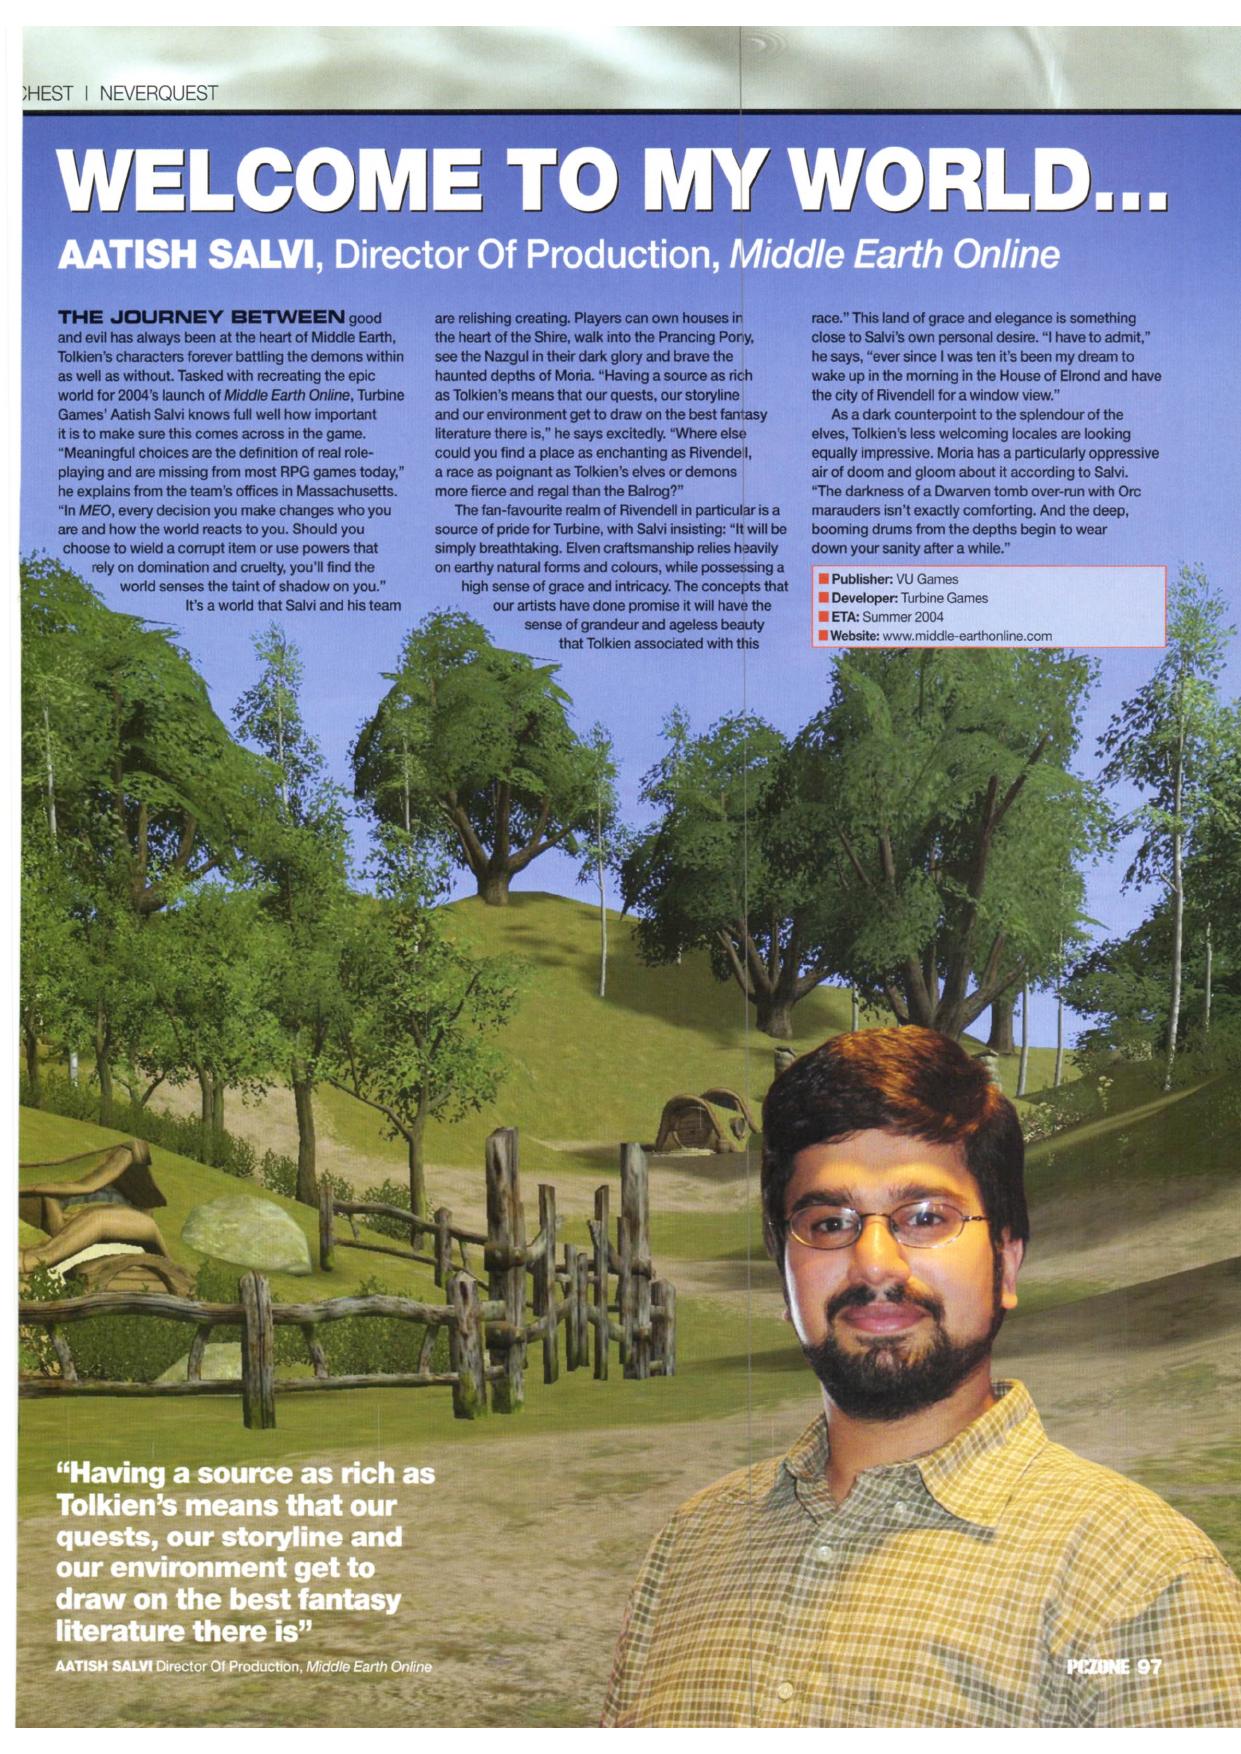 CHEST | NEVERQUEST
WELCOME TO MY WORLD...
AATISH SALVI, Director Of Production, Middle Earth Online
THE JOURNEY BETWEEN good
and evil has always been at the heart of Middle Earth,
Tolkien's characters forever battling the demons within
as well as without. Tasked with recreating the epic
world for 2004's launch of Middle Earth Online, Turbine
Games' Aatish Salvi knows full well how important
it is to make sure this comes across in the game.
"Meaningful choices are the definition of real role-
playing and are missing from most RPG games today,"
he explains from the team's offices in Massachusetts.
"In MEO, every decision you make changes who you
are and how the world reacts to you. Should you
choose to wield a corrupt item or use powers that
rely on domination and cruelty, you'll find the
world senses the taint of shadow on you."
It's a world that Salvi and his team
are relishing creating. Players can own houses in
the heart of the Shire, walk into the Prancing Pony,
see the Nazgul in their dark glory and brave the
haunted depths of Moria. "Having a source as rich
as Tolkien's means that our quests, our storyline
and our environment get to draw on the best fantasy
literature there is," he says excitedly. "Where else
could you find a place as enchanting as Rivendell,
a race as poignant as Tolkien's elves or demons
more fierce and regal than the Balrog?"
The fan-favourite realm of Rivendell in particular is a
source of pride for Turbine, with Salvi insisting: "It will be
simply breathtaking. Elven craftsmanship relies heavily
on earthy natural forms and colours, while possessing a
high sense of grace and intricacy. The concepts that
our artists have done promise it will have the
sense of grandeur and ageless beauty
that Tolkien associated with this
race." This land of grace and elegance is something
close to Salvi's own personal desire. "I have to admit,"
he says, "ever since I was ten it's been my dream to
wake up in the morning in the House of Elrond and have
the city of Rivendell for a window view."
As a dark counterpoint to the splendour of the
elves, Tolkien's less welcoming locales are looking
equally impressive. Moria has a particularly oppressive
air of doom and gloom about it according to Salvi.
"The darkness of a Dwarven tomb over-run with Orc
marauders isn't exactly comforting. And the deep,
booming drums from the depths begin to wear
down your sanity after a while."
Publisher: VU Games
Developer: Turbine Games
ETA: Summer 2004
Website: www.middle-earthonline.com
"Having a source as rich as
Tolkien's means that our
quests, our storyline and
our environment get to
draw on the best fantasy
literature there is"
AATISH SALVI Director Of Production, Middle Earth Online
PCZONE 97